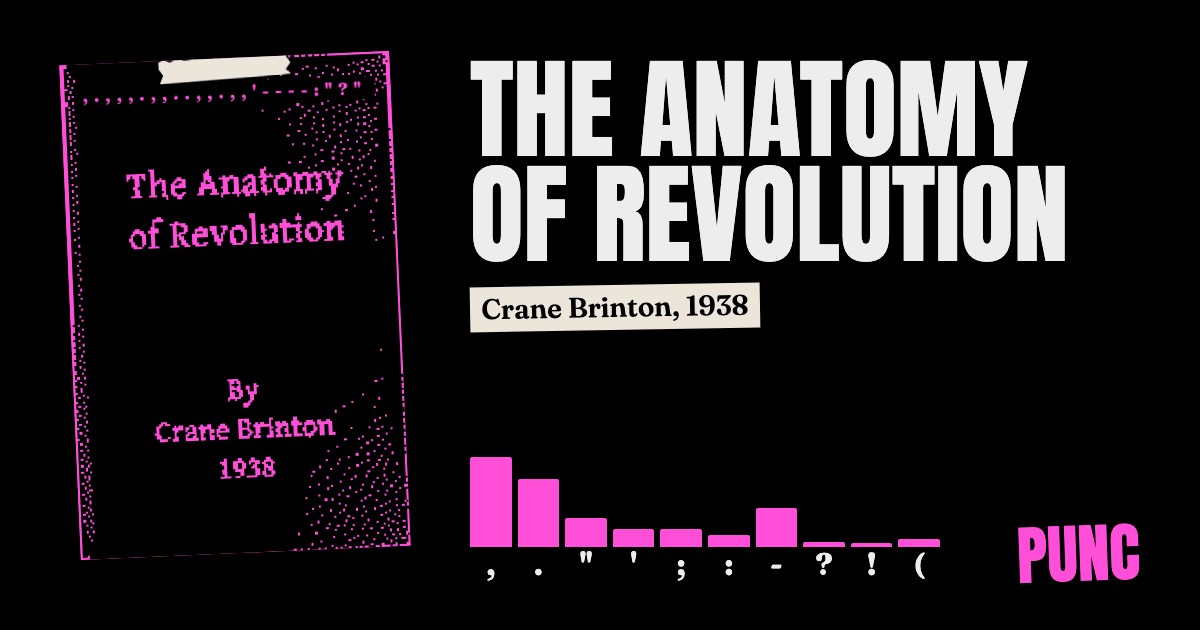 ,.,,,.,,..,,.,,'----:"?"
The Anatomy
of Revolution
By
Crane Brinton
1938
THE ANATOMY
OF REVOLUTION
Crane Brinton, 1938
, . " ' ; : - ? ! (
PUNC